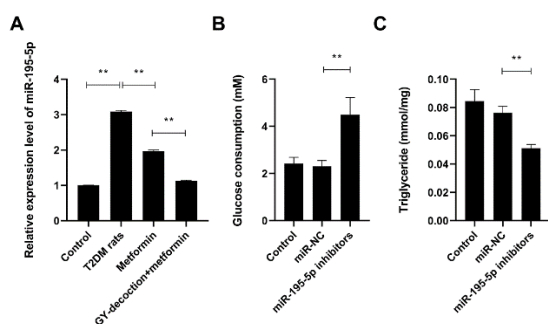 A
Relative expression level of miR-195-5p
4
3
2
1
0
**
**
**
Control
T2DM rats
Metformin
GY-decoction+metformin
B
Glucose consumption (mM)
6
4
2
0
**
Control
miR-NC
miR-195-5p inhibitors
C
Triglyceride (mmol/mg)
0.10
0.08
0.06
0.04
0.02
0.00
**
Control
miR-NC
miR-195-5p inhibitors